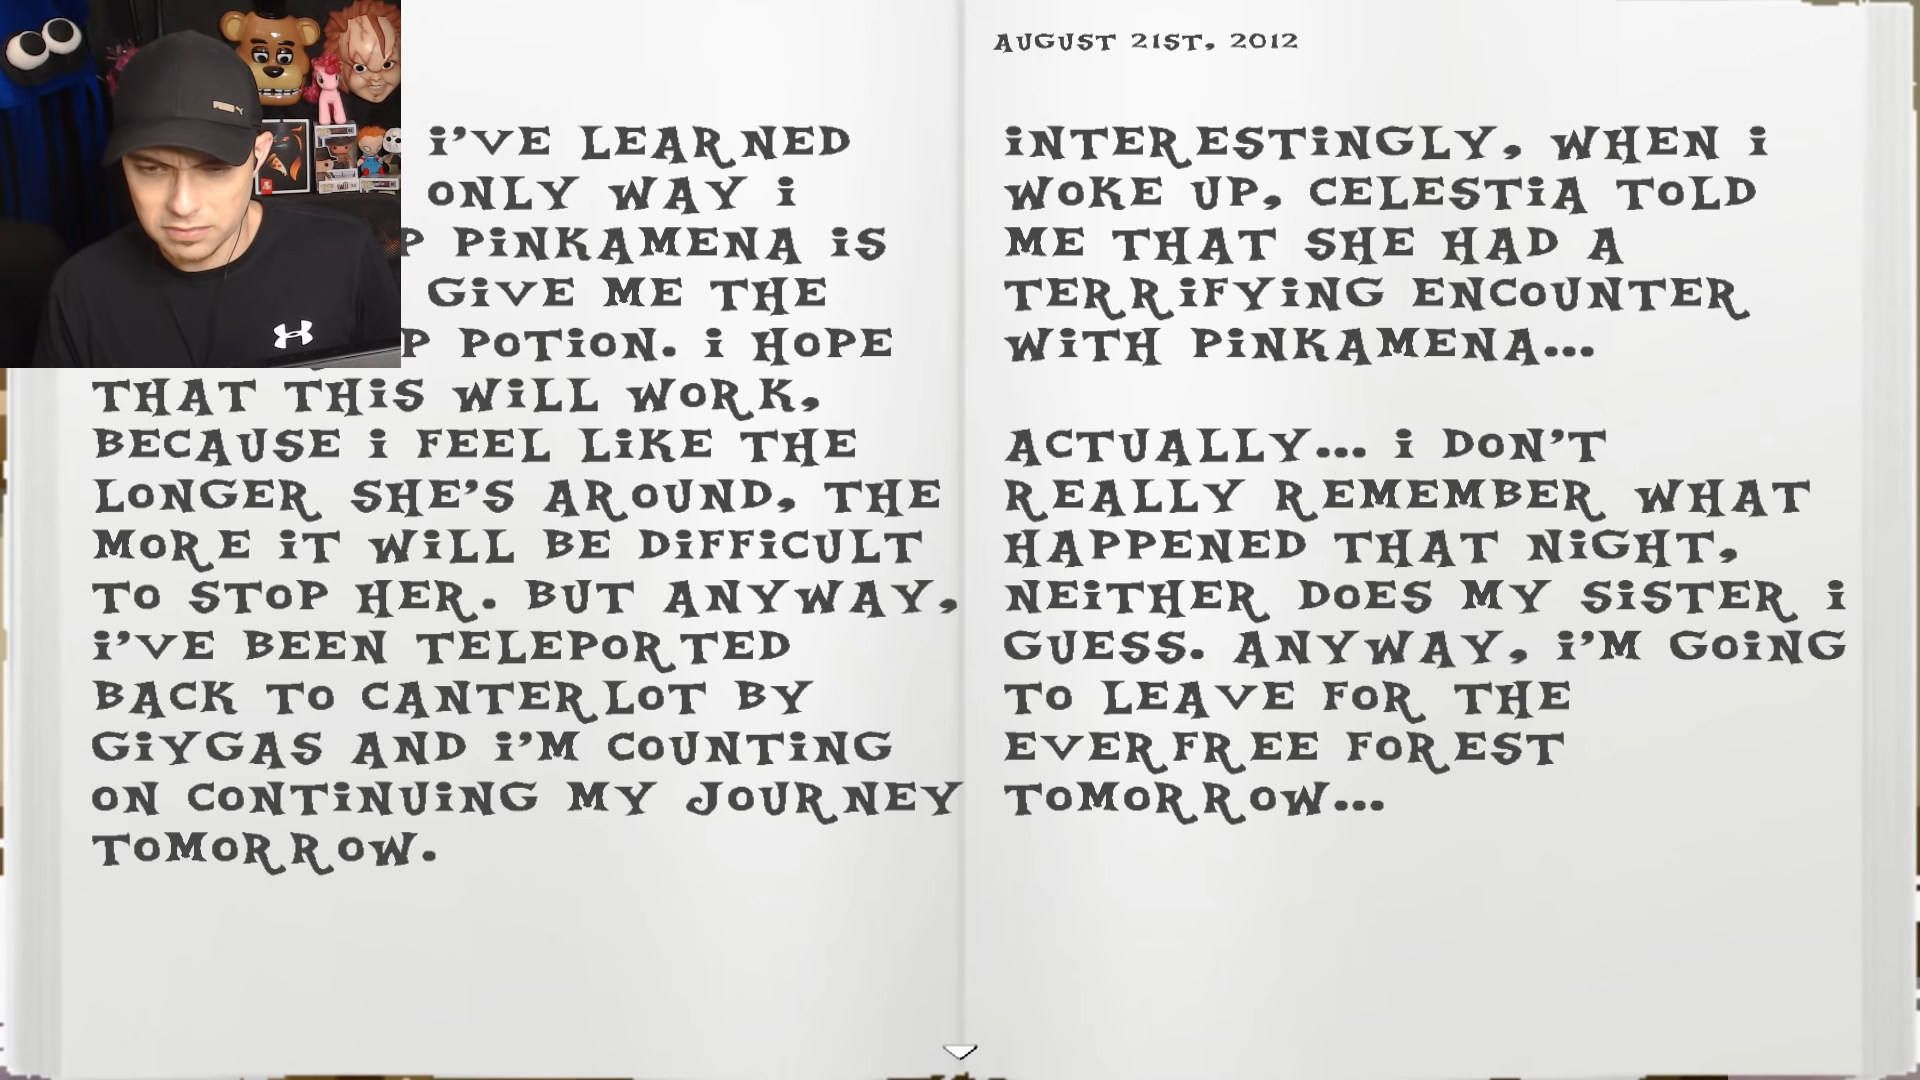 i'VE LEARNED
ONLY WAY i
P PiNKAMENA iS
GiVE ME THE
P POTiON. i HOPE
THAT THiS WiLL WORK,
BECAUSE i FEEL LiKE THE
LONGER SHE'S AROUND, THE
MORE iT WiLL BE DiFFiCULT
TO STOP HER. BUT ANYWAY,
i'VE BEEN TELEPORTED
BACK TO CANTERLOT BY
GiYGAS AND i'M COUNTiNG
ON CONTiNUiNG MY JOURNEY
TOMORROW.
AUGUST 21ST, 2012
iNTERESTiNGLY, WHEN i
WOKE UP, CELESTiA TOLD
ME THAT SHE HAD A
TERRiFYiNG ENCOUNTER
WiTH PiNKAMENA...
ACTUALLY... i DON'T
REALLY REMEMBER WHAT
HAPPENED THAT NiGHT,
NEiTHER DOES MY SiSTER i
GUESS. ANYWAY, i'M GOiNG
TO LEAVE FOR THE
EVERFREE FOREST
TOMORROW...